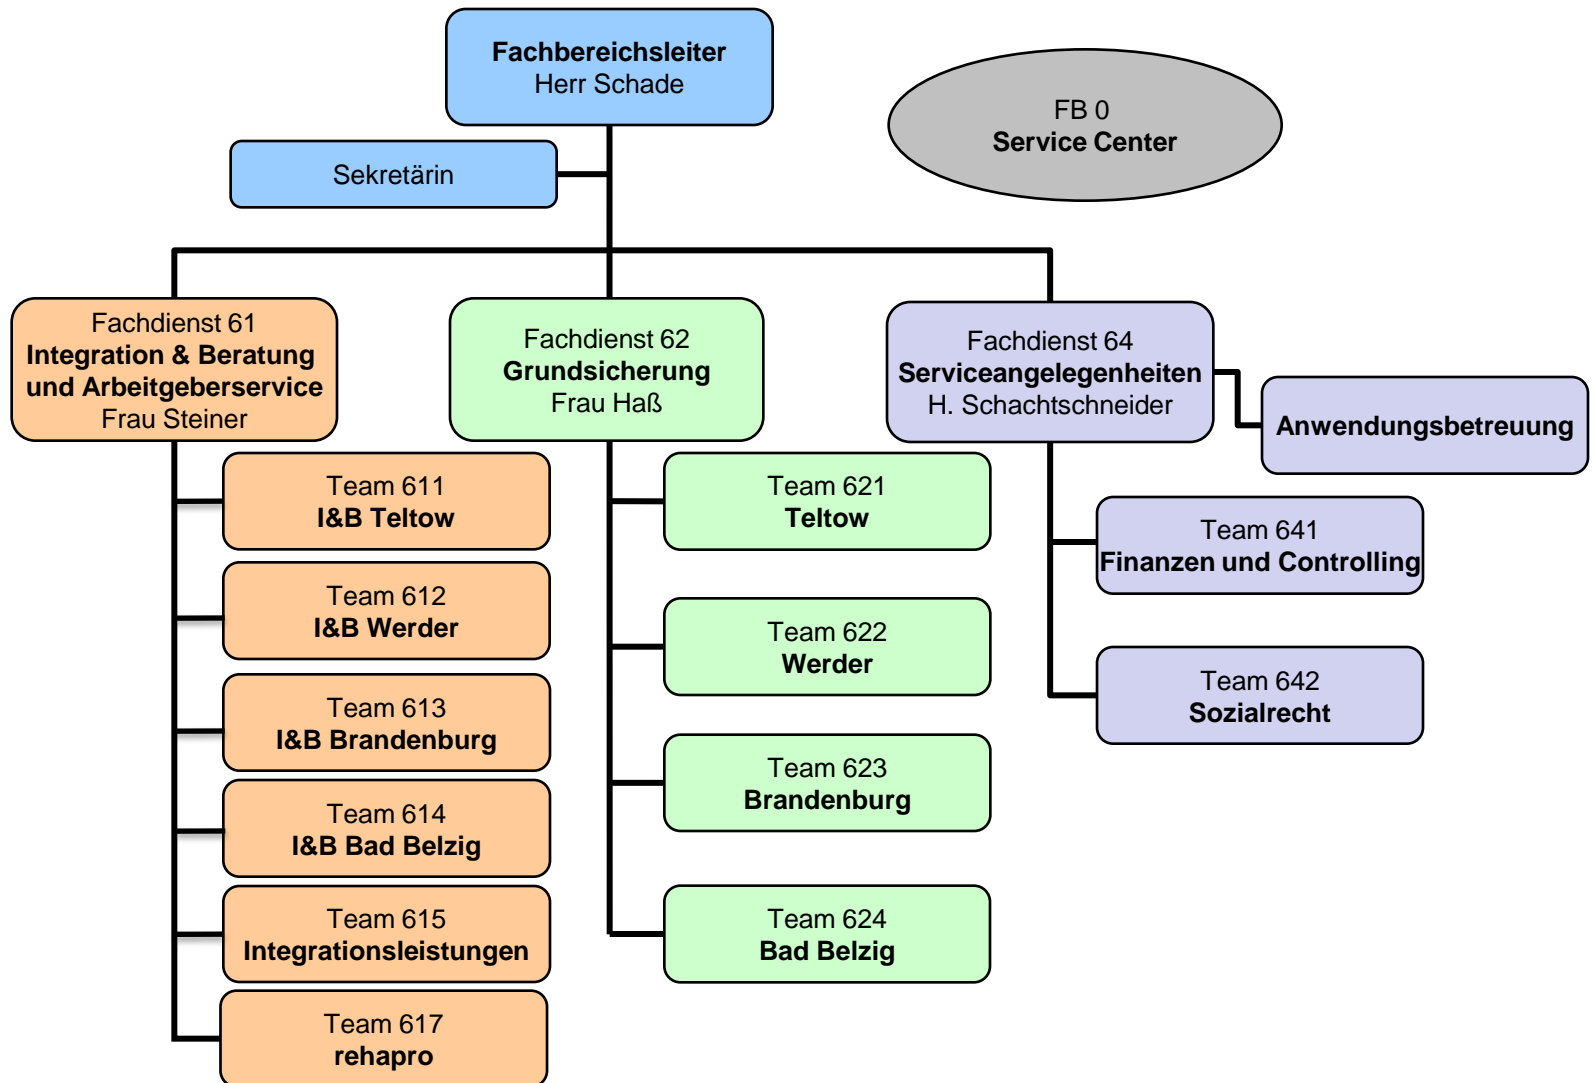 Fachbereichsleiter
Herr Schade
FB 0
Service Center
Sekretärin
Fachdienst 61
Integration & Beratung
und Arbeitgeberservice
Frau Steiner
Fachdienst 62
Grundsicherung
Frau Haß
Fachdienst 64
Serviceangelegenheiten
H. Schachtschneider
Anwendungsbetreuung
Team 611
I&B Teltow
Team 612
I&B Werder
Team 613
I&B Brandenburg
Team 614
I&B Bad Belzig
Team 615
Integrationsleistungen
Team 617
rehapro
Team 621
Teltow
Team 622
Werder
Team 623
Brandenburg
Team 624
Bad Belzig
Team 641
Finanzen und Controlling
Team 642
Sozialrecht